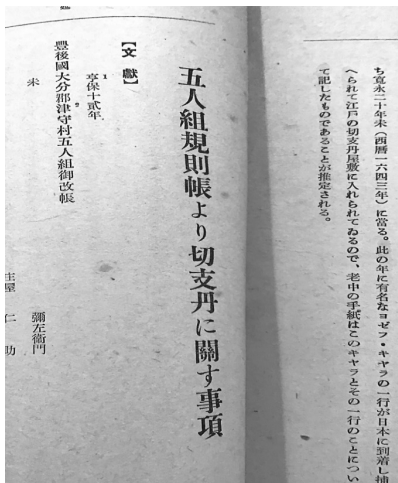 ち寛永二十年未(西暦一六四三年)に當る。此の年に有名なヨゼフ・キャラの一行が日本に到着し捕
へられて江戸の切支丹屋敷に入れられてゐるので、老中の手紙はこのキャラとその一行のことについ
て記したものであることが推定される。
五人組規則帳より切支丹に關す事項
【文獻】
1
享保十貳年
豊後國大分郡津守村五人組御改帳
未
彌左衞門
仁助